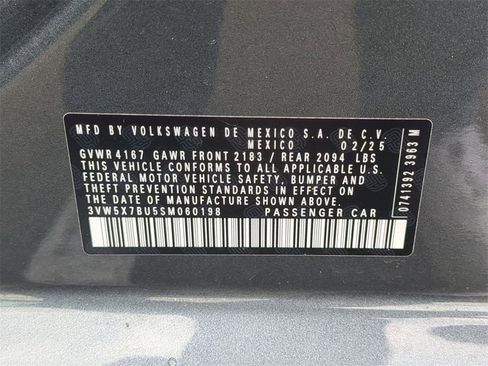 MFD BY VOLKSWAGEN DE MEXICO S.A. DE C.V.
MEXICO 02/25
GVWR 4167 GAWR FRONT 2183 / REAR 2094 LBS
THIS VEHICLE CONFORMS TO ALL APPLICABLE U.S.
FEDERAL MOTOR VEHICLE SAFETY, BUMPER AND
THEFT PREVENTION STANDARDS IN EFFECT ON
THE DATE OF MANUFACTURE SHOWN ABOVE.
3VW5X7BU5SM060198 PASSENGER CAR
0741392 3963 M